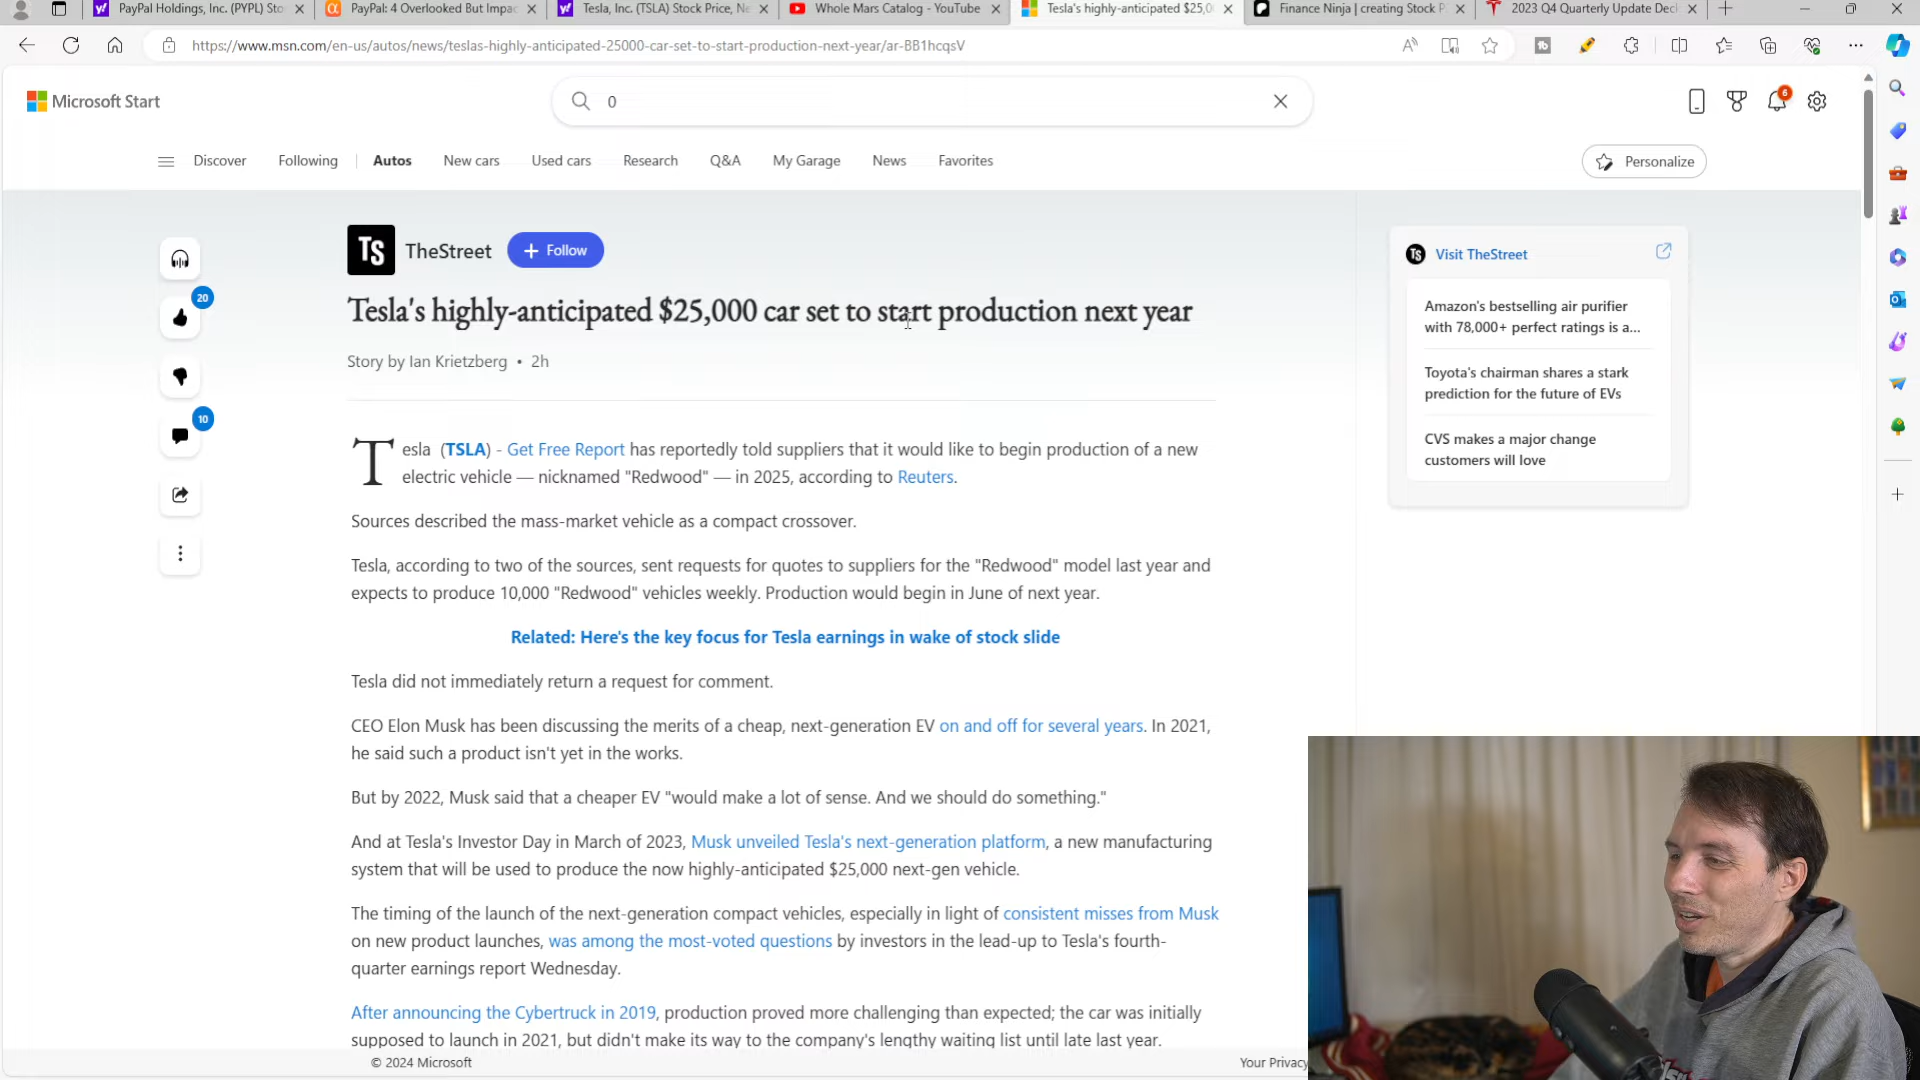 PayPal Holdings, Inc. (PYPL) Sto
PayPal: 4 Overlooked But Impac
Tesla, Inc. (TSLA) Stock Price, Ne
Whole Mars Catalog - YouTube
Tesla's highly-anticipated $25,0
Finance Ninja | creating Stock P
2023 Q4 Quarterly Update Dec
https://www.msn.com/en-us/autos/news/teslas-highly-anticipated-25000-car-set-to-start-production-next-year/ar-BB1hcqsV
Microsoft Start
0
6
Discover
Following
Autos
New cars
Used cars
Research
Q&A
My Garage
News
Favorites
Personalize
TS
TheStreet
+ Follow
20
10
Tesla's highly-anticipated $25,000 car set to start production next year
Story by Ian Krietzberg • 2h
Tesla (TSLA) - Get Free Report has reportedly told suppliers that it would like to begin production of a new
electric vehicle — nicknamed "Redwood" — in 2025, according to Reuters.
Sources described the mass-market vehicle as a compact crossover.
Tesla, according to two of the sources, sent requests for quotes to suppliers for the "Redwood" model last year and
expects to produce 10,000 "Redwood" vehicles weekly. Production would begin in June of next year.
Related: Here's the key focus for Tesla earnings in wake of stock slide
Tesla did not immediately return a request for comment.
CEO Elon Musk has been discussing the merits of a cheap, next-generation EV on and off for several years. In 2021,
he said such a product isn't yet in the works.
But by 2022, Musk said that a cheaper EV "would make a lot of sense. And we should do something."
And at Tesla's Investor Day in March of 2023, Musk unveiled Tesla's next-generation platform, a new manufacturing
system that will be used to produce the now highly-anticipated $25,000 next-gen vehicle.
The timing of the launch of the next-generation compact vehicles, especially in light of consistent misses from Musk
on new product launches, was among the most-voted questions by investors in the lead-up to Tesla's fourth-
quarter earnings report Wednesday.
After announcing the Cybertruck in 2019, production proved more challenging than expected; the car was initially
supposed to launch in 2021, but didn't make its way to the company's lengthy waiting list until late last year.
TS
Visit TheStreet
Amazon's bestselling air purifier
with 78,000+ perfect ratings is a...
Toyota's chairman shares a stark
prediction for the future of EVs
CVS makes a major change
customers will love
© 2024 Microsoft
Your Privacy